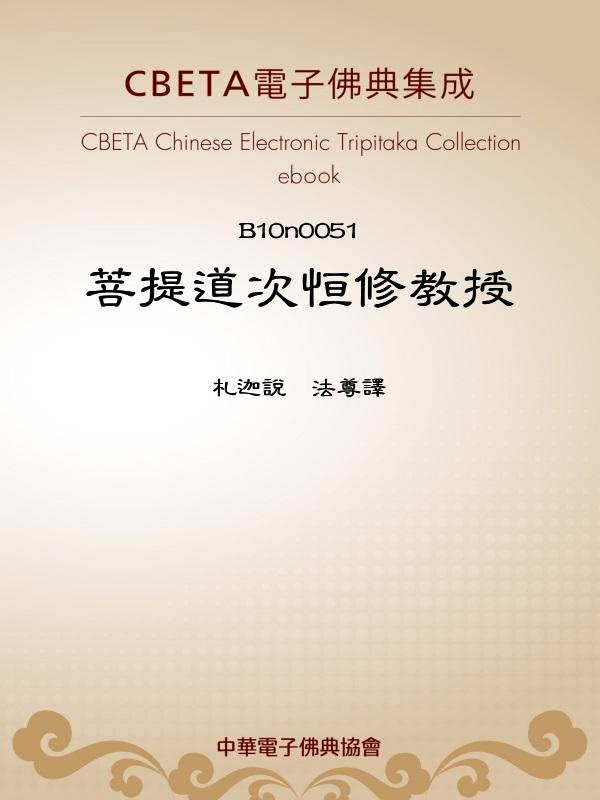 CBETA電子佛典集成
CBETA Chinese Electronic Tripitaka Collection
ebook
B10n0051
菩提道次恒修教授
札迦說　法尊譯
中華電子佛典協會